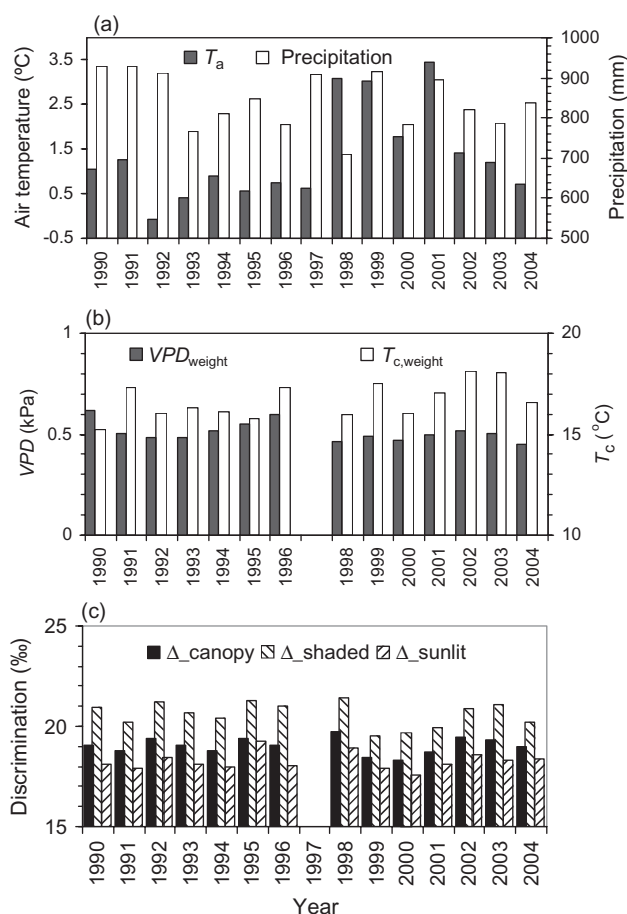 (a)
Tₐ Precipitation
Air temperature (ºC)
3.5
2.5
1.5
0.5
-0.5
1000
900
800
700
600
500
Precipitation (mm)
1990 1991 1992 1993 1994 1995 1996 1997 1998 1999 2000 2001 2002 2003 2004
(b)
VPD weight T c,weight
VPD (kPa)
1
0.5
0
20
15
10
T c (°C)
1990 1991 1992 1993 1994 1995 1996 1998 1999 2000 2001 2002 2003 2004
(c)
Δ_canopy Δ_shaded Δ_sunlit
Discrimination (‰)
25
20
15
1990 1991 1992 1993 1994 1995 1996 1997 1998 1999 2000 2001 2002 2003 2004
Year